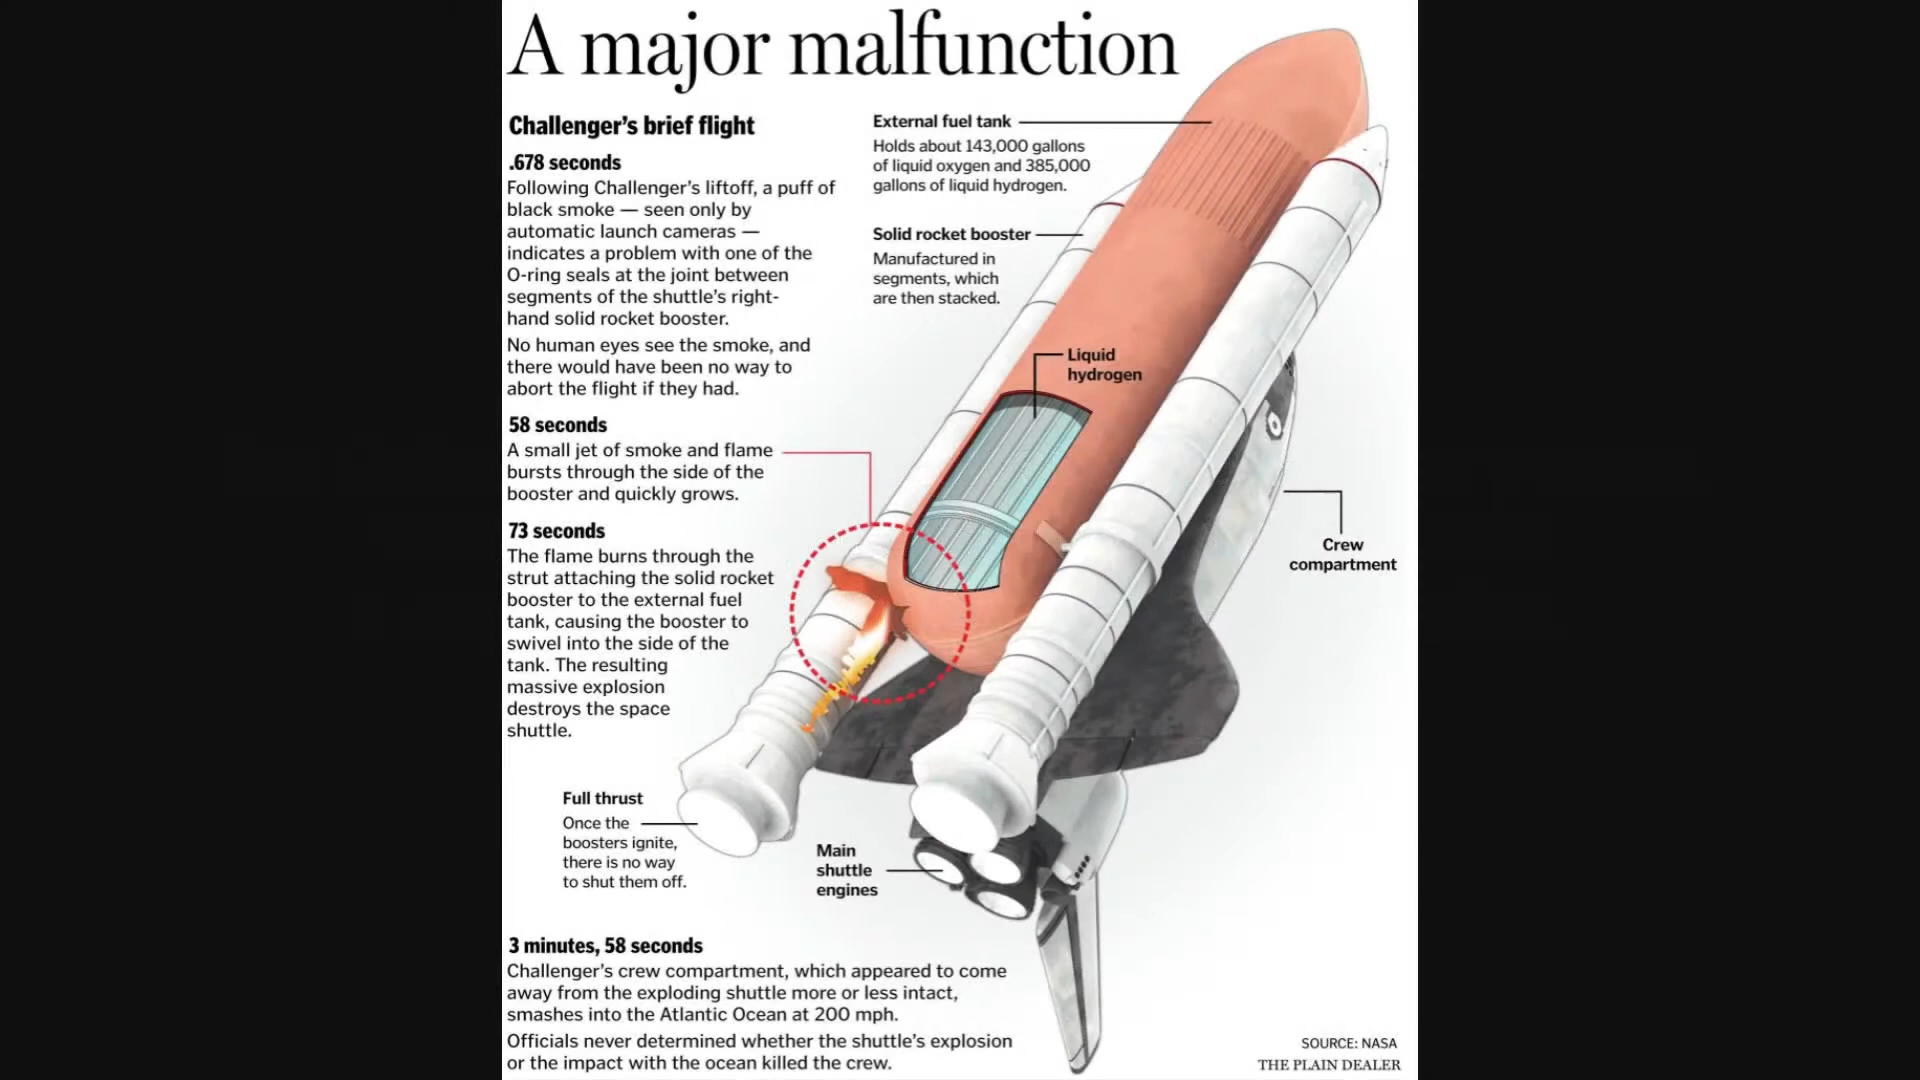 A major malfunction
Challenger's brief flight
.678 seconds
Following Challenger's liftoff, a puff of
black smoke — seen only by
automatic launch cameras —
indicates a problem with one of the
O-ring seals at the joint between
segments of the shuttle's right-
hand solid rocket booster.
No human eyes see the smoke, and
there would have been no way to
abort the flight if they had.
58 seconds
A small jet of smoke and flame
bursts through the side of the
booster and quickly grows.
73 seconds
The flame burns through the
strut attaching the solid rocket
booster to the external fuel
tank, causing the booster to
swivel into the side of the
tank. The resulting
massive explosion
destroys the space
shuttle.
External fuel tank
Holds about 143,000 gallons
of liquid oxygen and 385,000
gallons of liquid hydrogen.
Solid rocket booster
Manufactured in
segments, which
are then stacked.
Liquid
hydrogen
Crew
compartment
Full thrust
Once the
boosters ignite,
there is no way
to shut them off.
Main
shuttle
engines
3 minutes, 58 seconds
Challenger's crew compartment, which appeared to come
away from the exploding shuttle more or less intact,
smashes into the Atlantic Ocean at 200 mph.
Officials never determined whether the shuttle's explosion
or the impact with the ocean killed the crew.
SOURCE: NASA
THE PLAIN DEALER